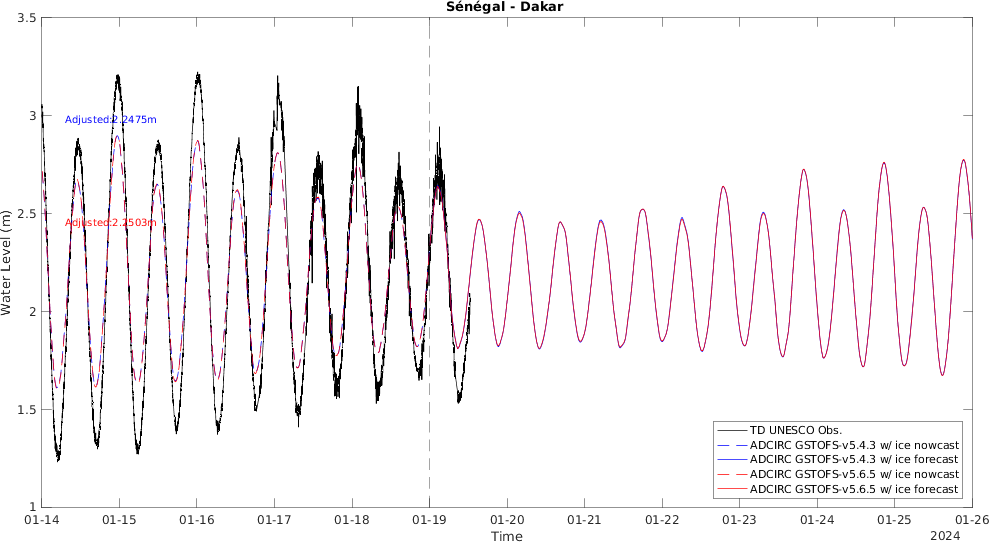 Sénégal - Dakar
3.5
3
2.5
2
1.5
1
Water Level (m)
Adjusted:2.2475m
Adjusted:2.2503m
TD UNESCO Obs.
ADCIRC GSTOFS-v5.4.3 w/ ice nowcast
ADCIRC GSTOFS-v5.4.3 w/ ice forecast
ADCIRC GSTOFS-v5.6.5 w/ ice nowcast
ADCIRC GSTOFS-v5.6.5 w/ ice forecast
01-14 01-15 01-16 01-17 01-18 01-19 01-20 01-21 01-22 01-23 01-24 01-25 01-26
Time
2024